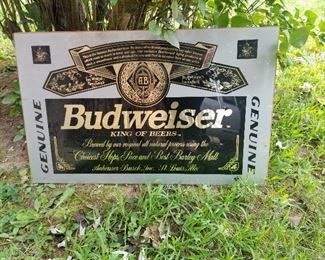 GENUINE
AB
Budweiser
KING OF BEERS
Brewed by our original all natural process using the
Choicest Hops, Rice and Best Barley Malt
Anheuser-Busch, Inc. St. Louis, Mo.
GENUINE